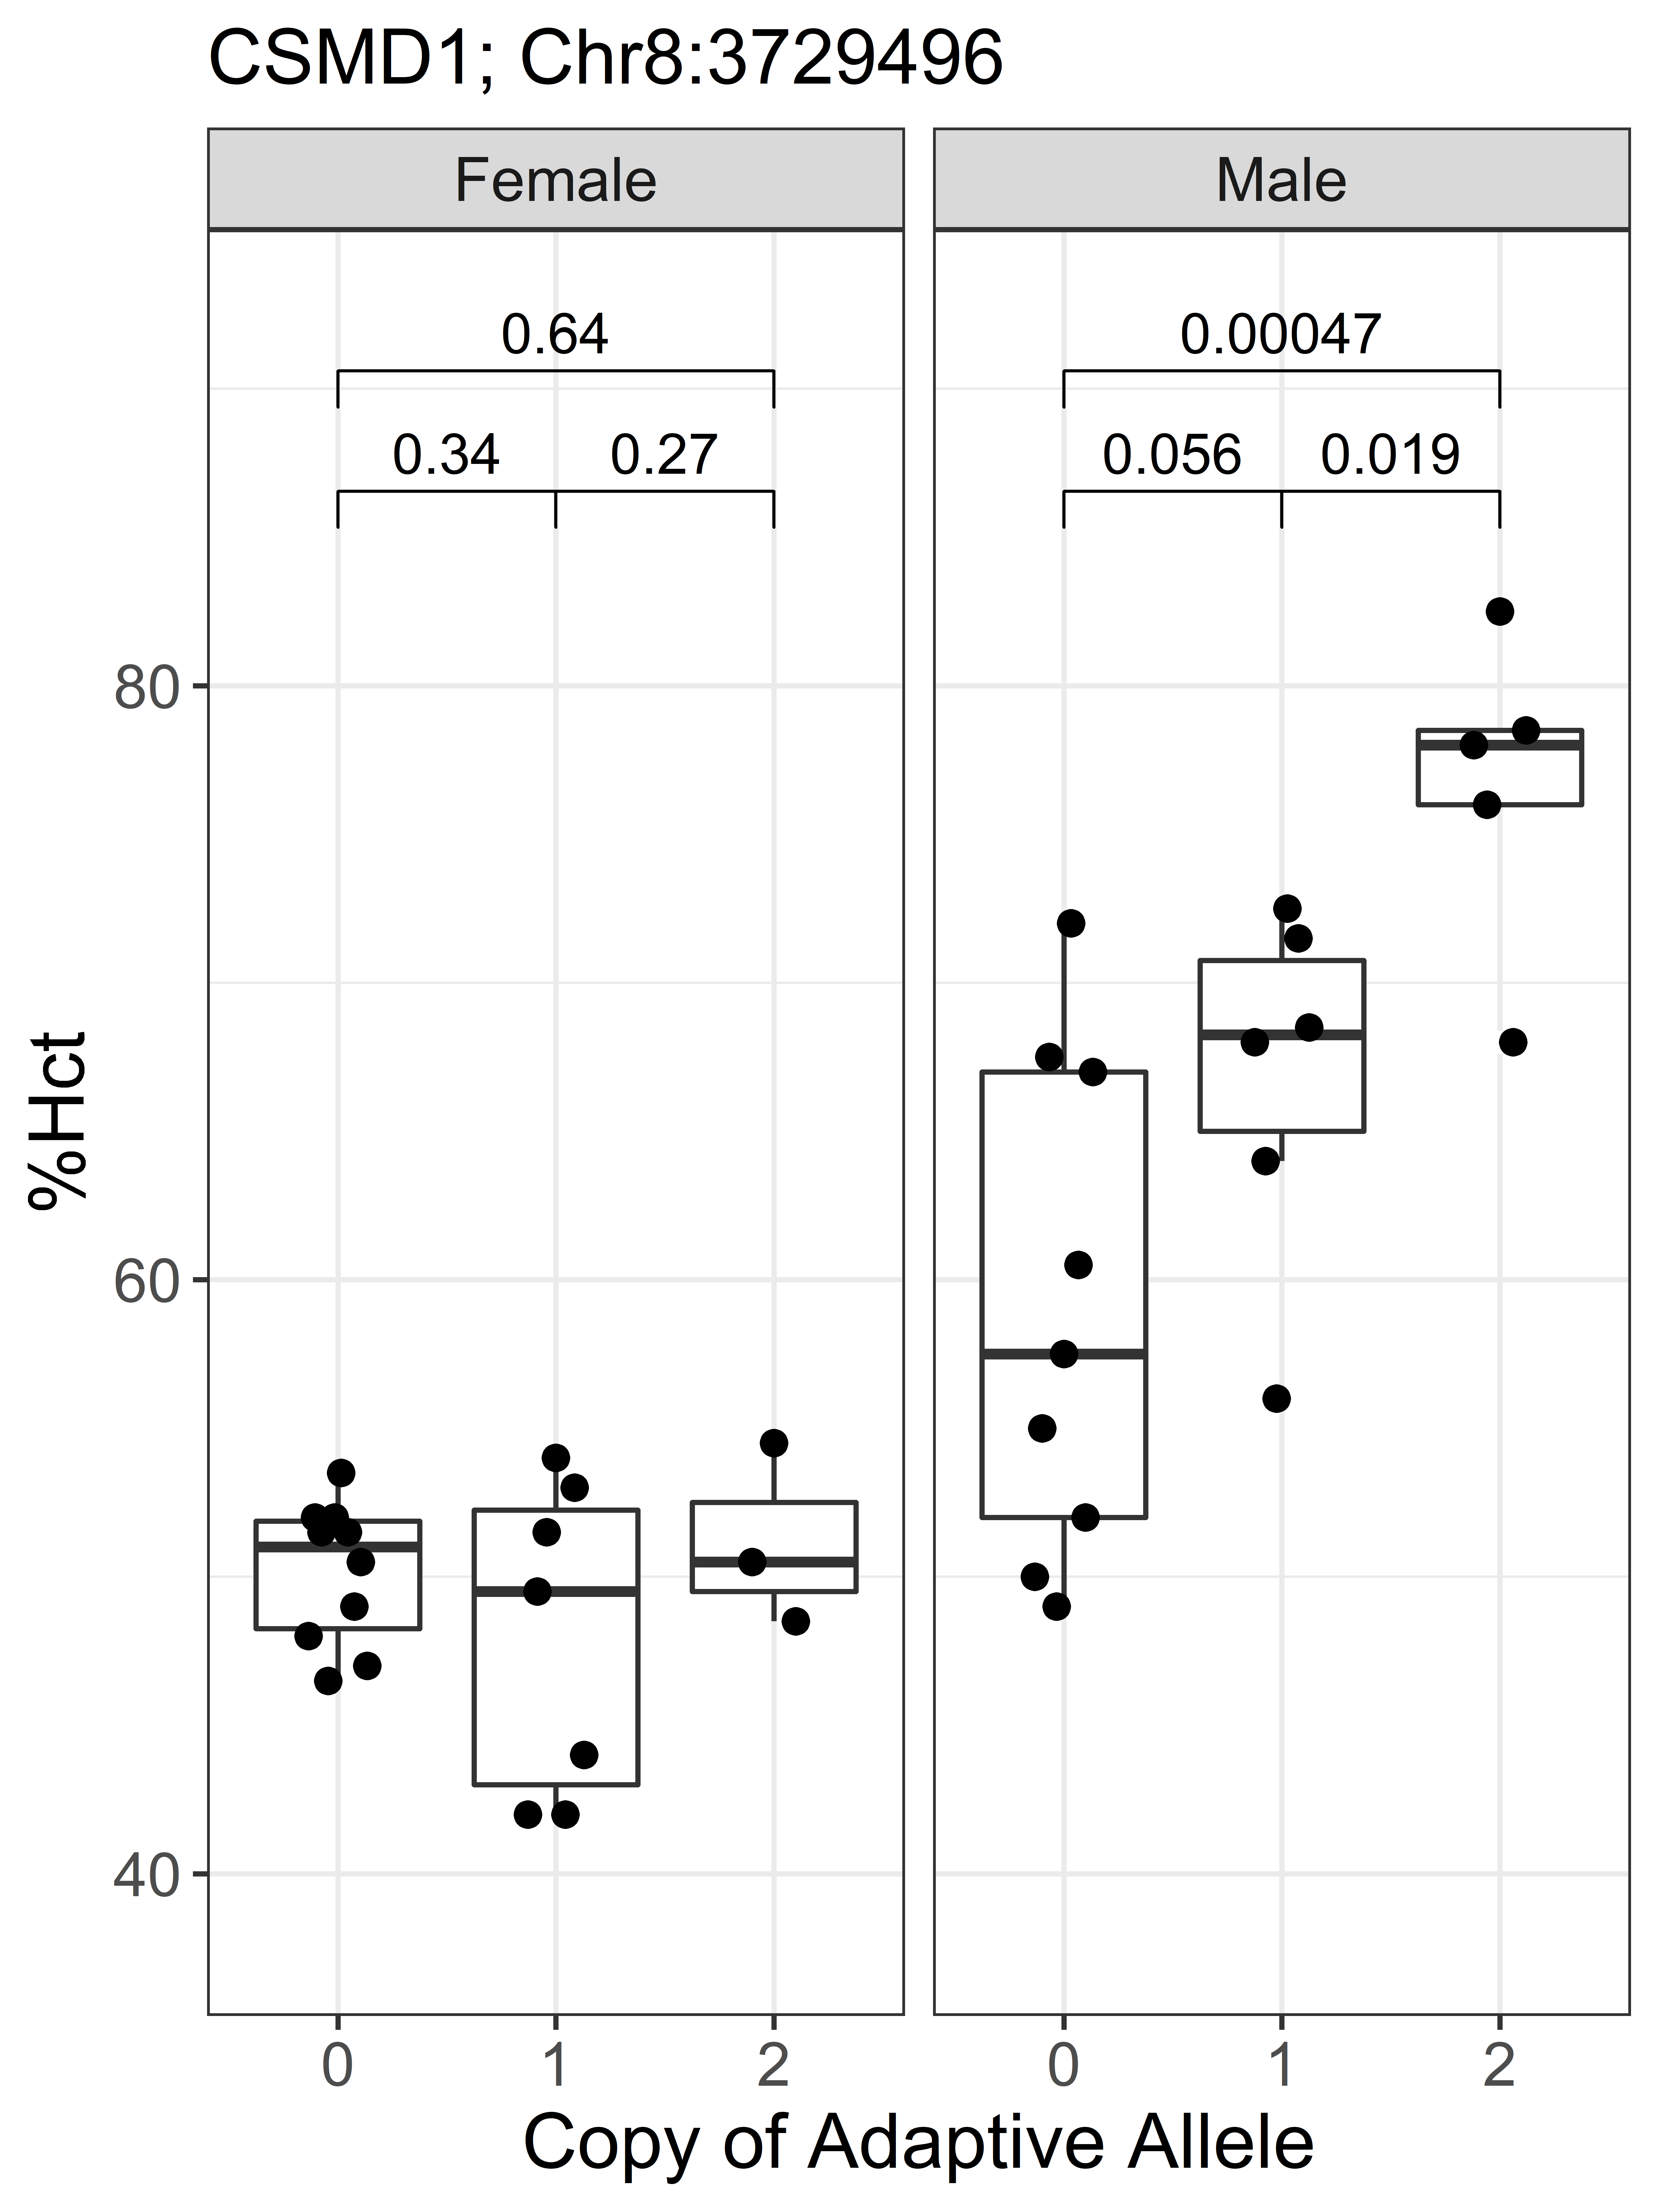 CSMD1; Chr8:3729496
Female Male
0.64 0.00047
0.34 0.27 0.056 0.019
80
60
40
%Hct
0 1 2 0 1 2
Copy of Adaptive Allele